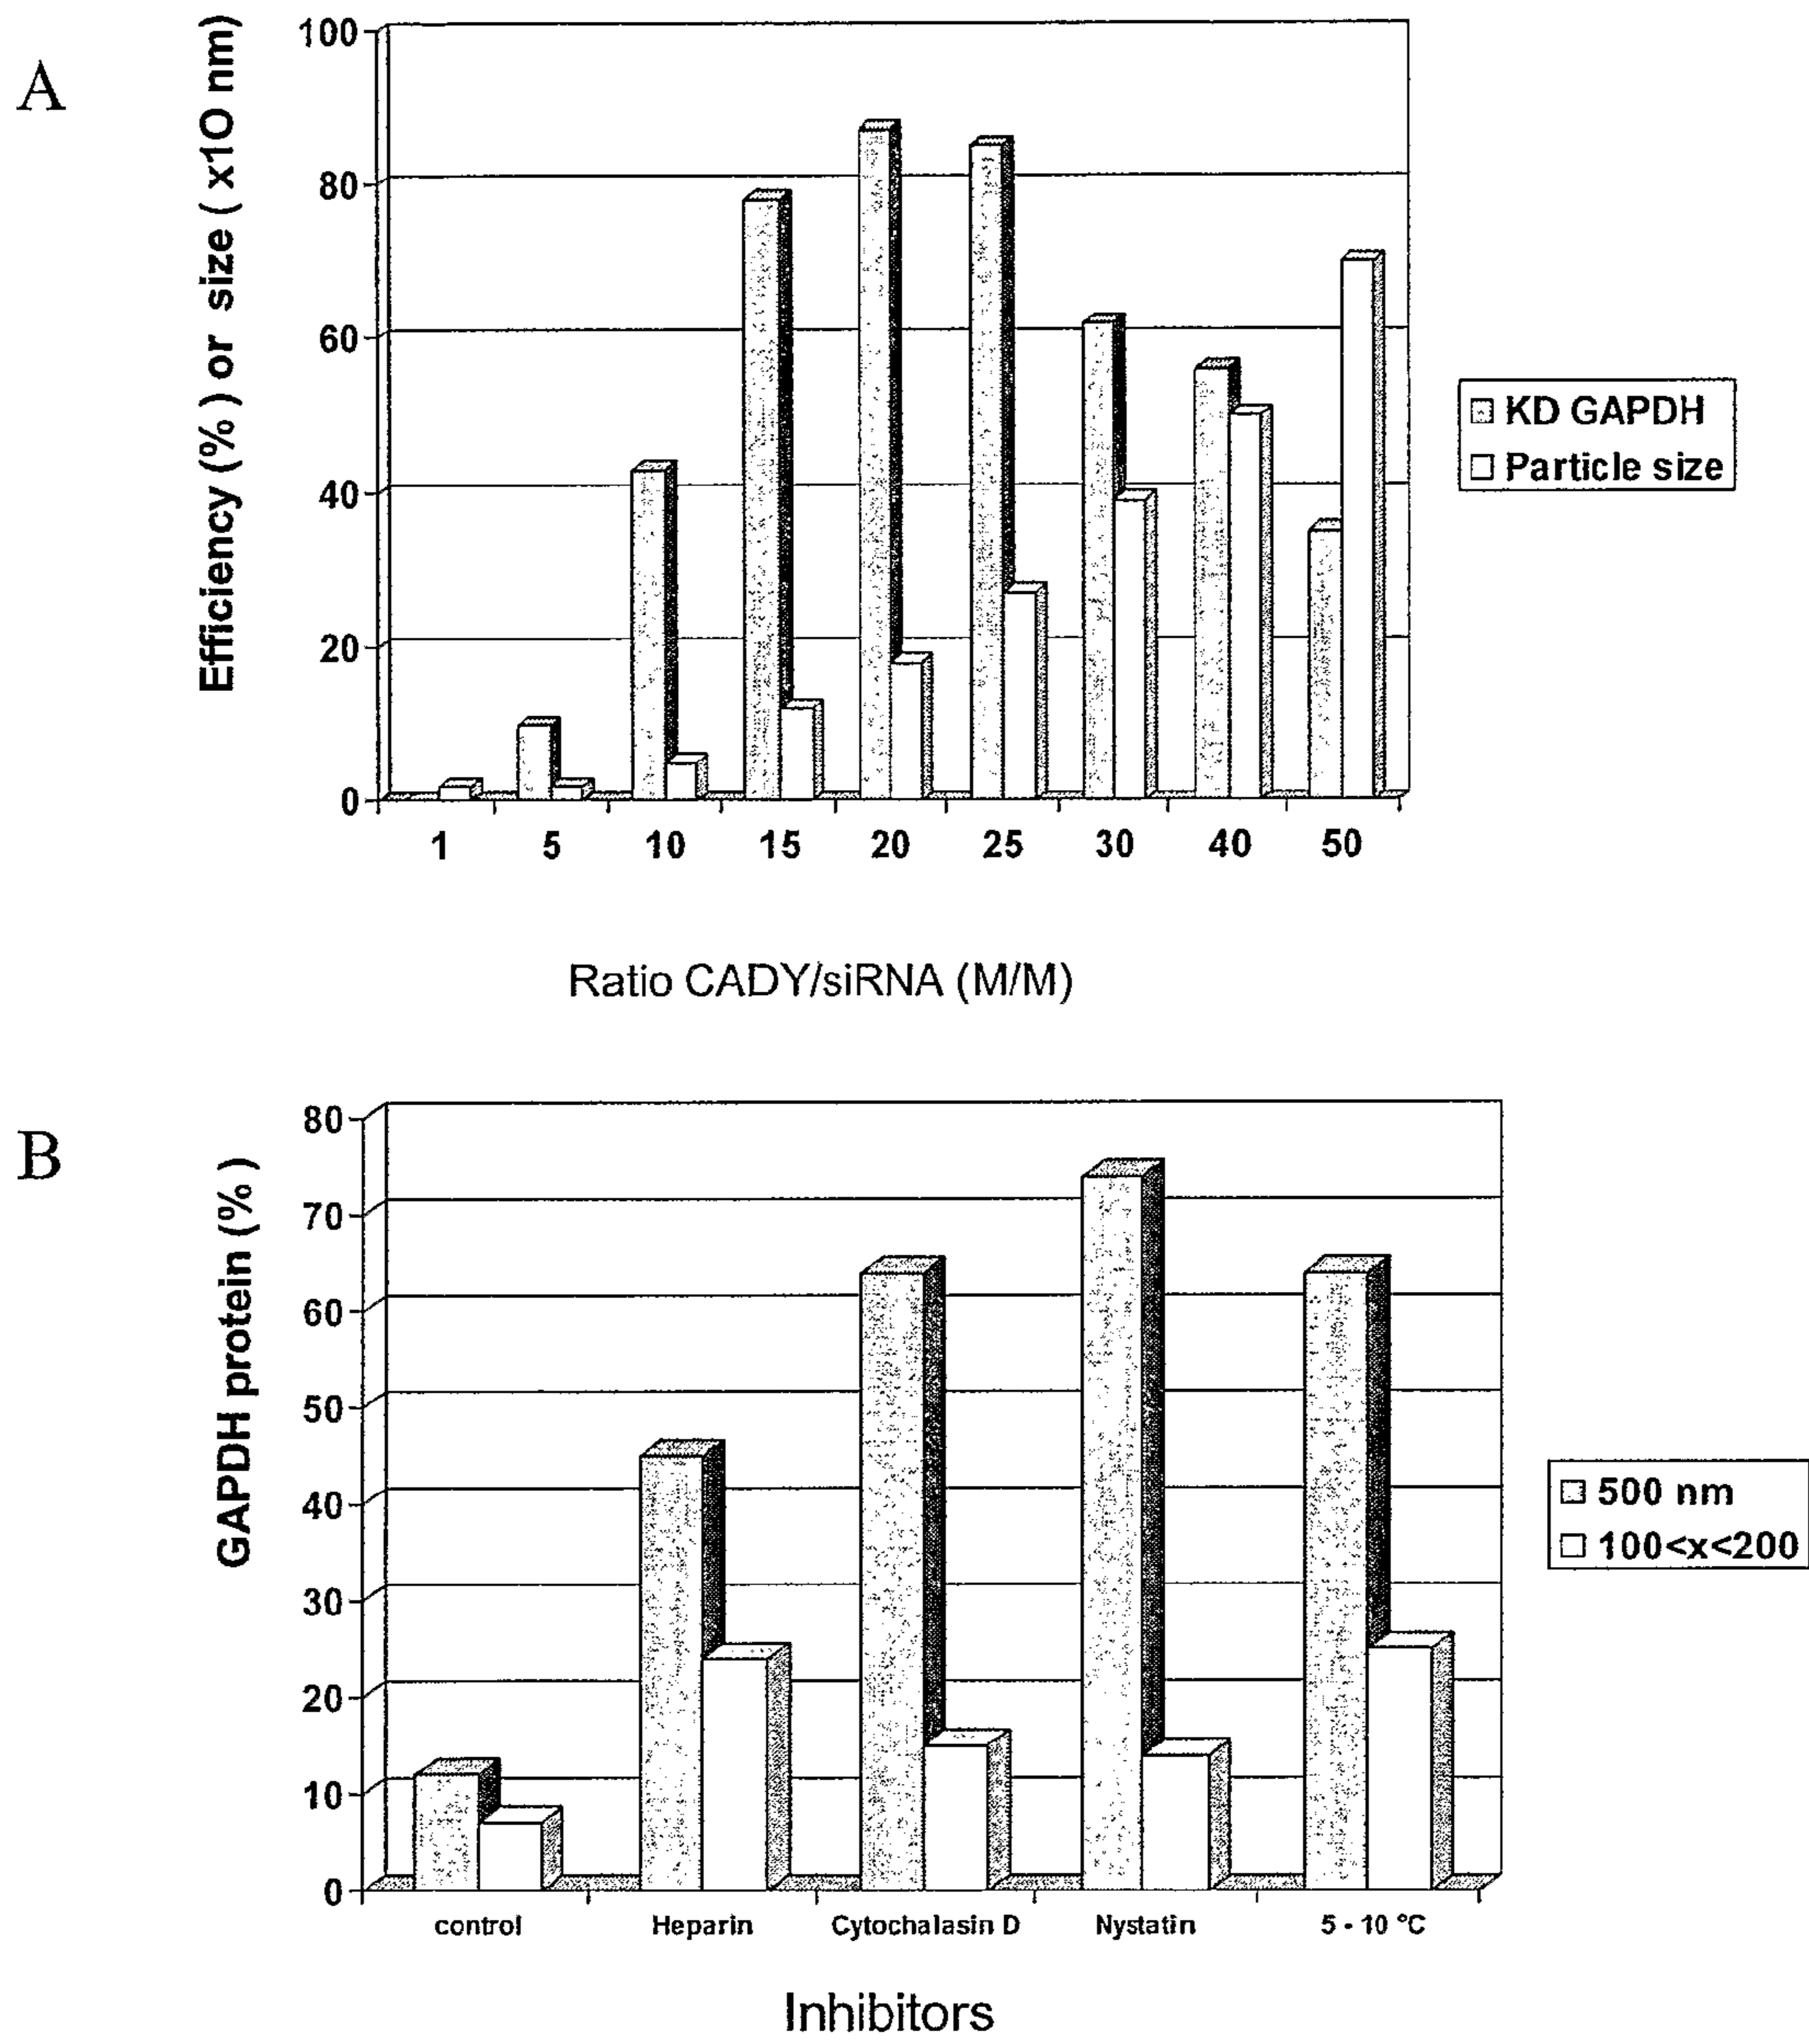 A
Efficiency (%) or size ( x1O nm)
100
80
60
40
20
0
1 5 10 15 20 25 30 40 50
Ratio CADY/siRNA (M/M)
KD GAPDH
Particle size
B
GAPDH protein (%)
80
70
60
50
40
30
20
10
0
control Heparin Cytochalasin D Nystatin 5 - 10 °C
Inhibitors
500 nm
100<x<200